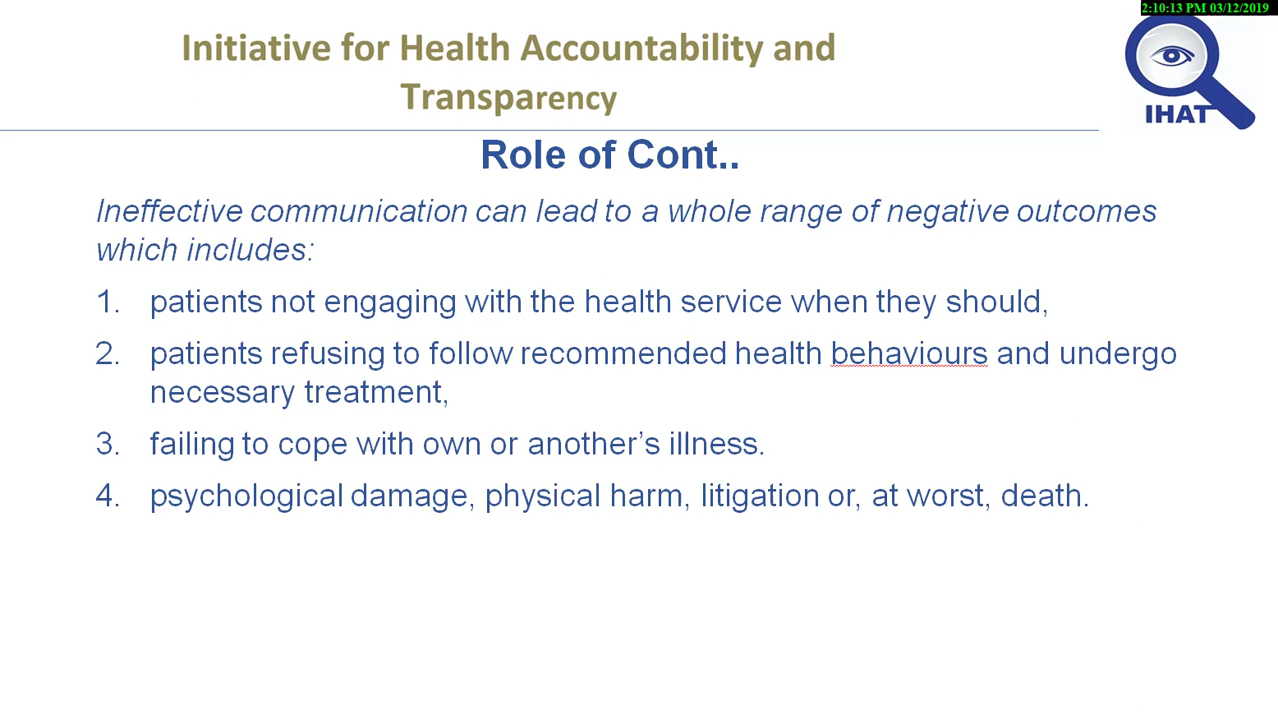 2:10:13 PM 03/12/2019
Initiative for Health Accountability and
Transparency
IHAT
Role of Cont..
Ineffective communication can lead to a whole range of negative outcomes
which includes:
1. patients not engaging with the health service when they should,
2. patients refusing to follow recommended health behaviours and undergo
necessary treatment,
3. failing to cope with own or another’s illness.
4. psychological damage, physical harm, litigation or, at worst, death.